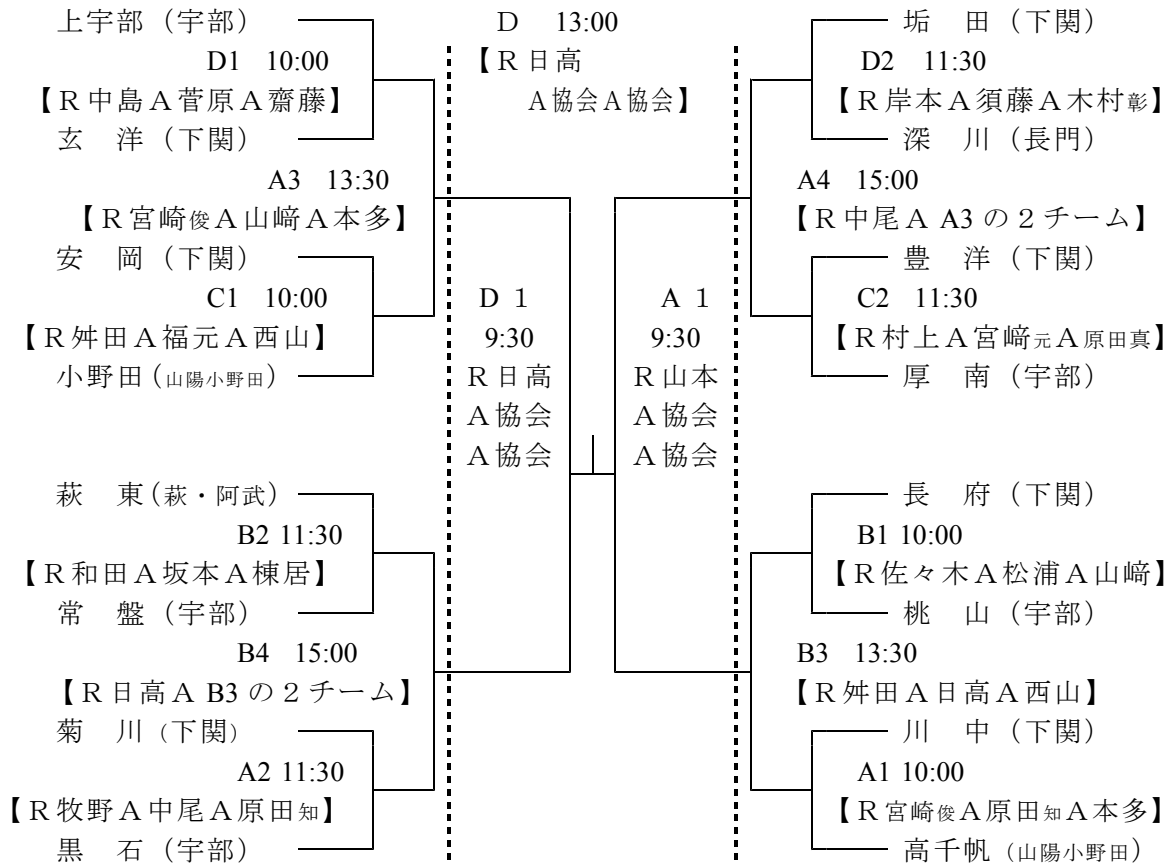 上宇部(宇部)
D1 10:00
【R中島A菅原A齋藤】
玄 洋(下関)
A3 13:30
【R宮崎俊A山﨑A本多】
安 岡(下関)
C1 10:00
【R舛田A福元A西山】
小野田(山陽小野田)
萩 東(萩・阿武)
B2 11:30
【R和田A坂本A棟居】
常 盤(宇部)
B4 15:00
【R日高A B3の2チーム】
菊 川(下関)
A2 11:30
【R牧野A中尾A原田知】
黒 石(宇部)
D 13:00
【R日高
A協会A協会】
D 1
9:30
R日高
A協会
A協会
A 1
9:30
R山本
A協会
A協会
垢 田(下関)
D2 11:30
【R岸本A須藤A木村彰】
深 川(長門)
A4 15:00
【R中尾A A3の2チーム】
豊 洋(下関)
C2 11:30
【R村上A宮﨑元A原田真】
厚 南(宇部)
長 府(下関)
B1 10:00
【R佐々木A松浦A山﨑】
桃 山(宇部)
B3 13:30
【R舛田A日高A西山】
川 中(下関)
A1 10:00
【R宮崎俊A原田知A本多】
高千帆(山陽小野田)